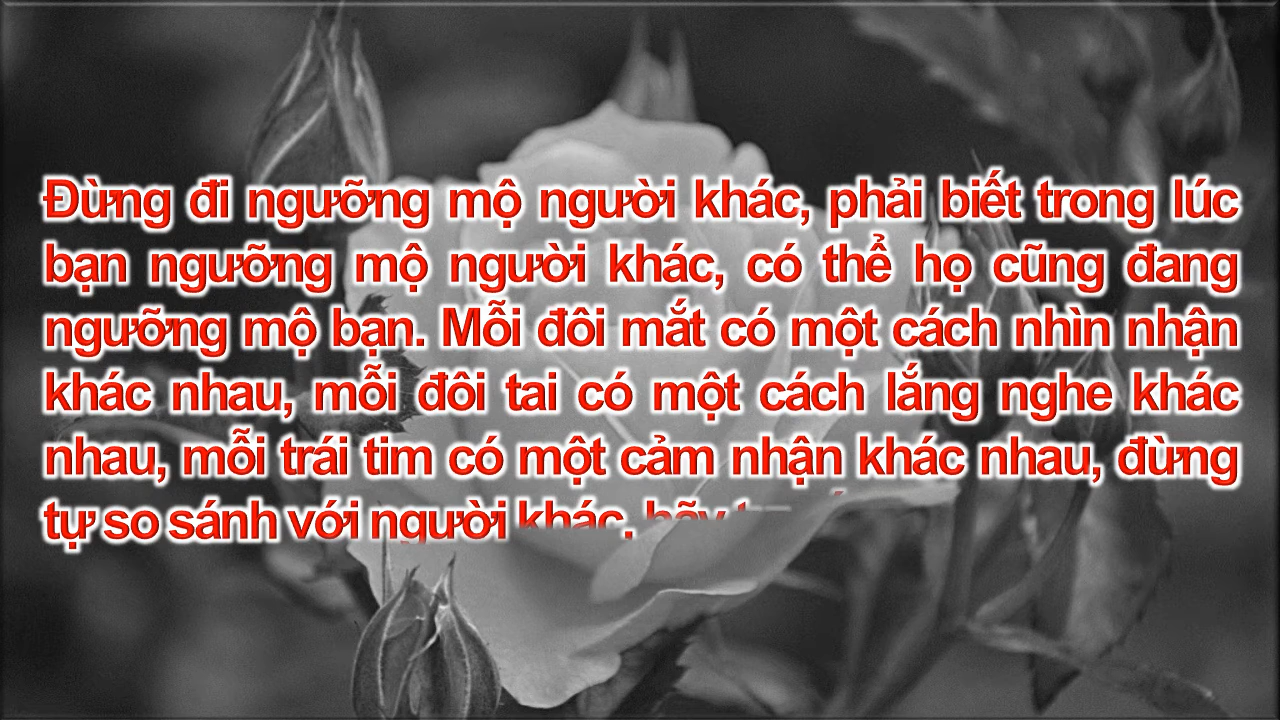 Đừng đi ngưỡng mộ người khác, phải biết trong lúc
bạn ngưỡng mộ người khác, có thể họ cũng đang
ngưỡng mộ bạn. Mỗi đôi mắt có một cách nhìn nhận
khác nhau, mỗi đôi tai có một cách lắng nghe khác
nhau, mỗi trái tim có một cảm nhận khác nhau, đừng
tự so sánh với người khác, hãy